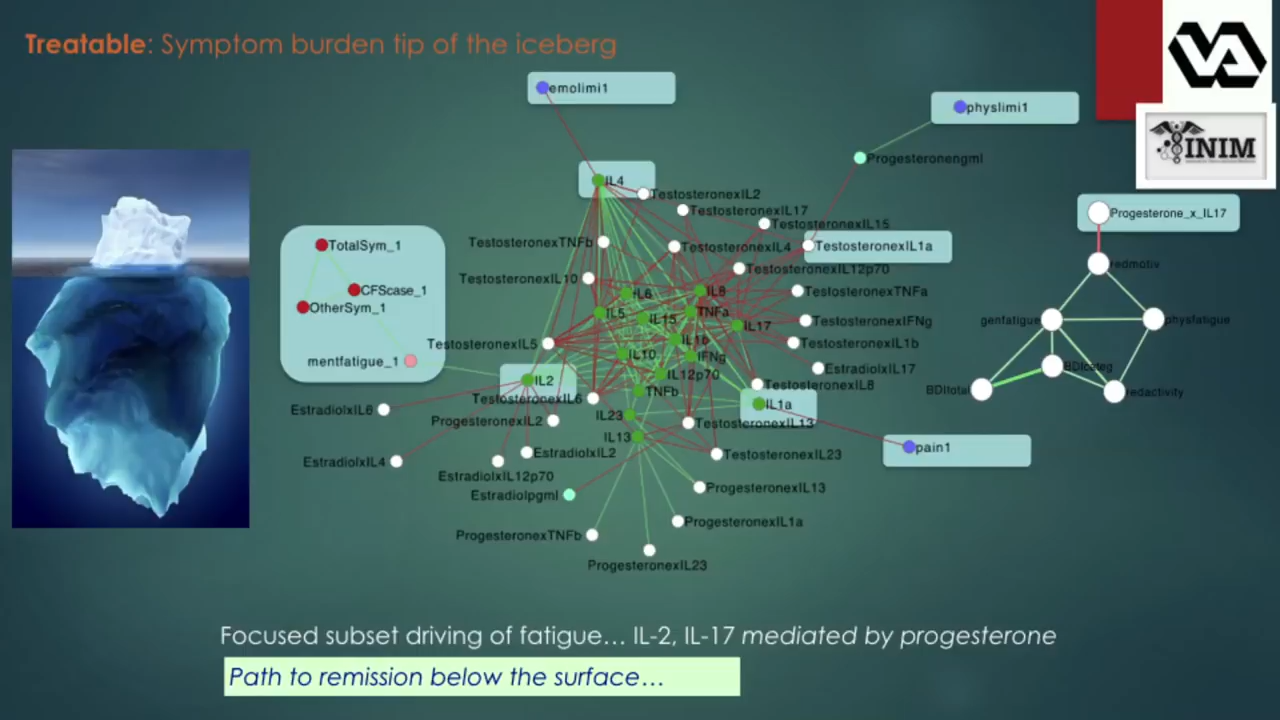 Treatable: Symptom burden tip of the iceberg
emolimi1
physlimi1
INIM
Progesteronengml
IL4
TestosteronexIL2
TestosteronexIL17
TestosteronexIL15
Progesterone_x_IL17
TestosteronexTNFb
TestosteronexIL4
TestosteronexIL1a
TotalSym_1
redmotiv
TestosteronexIL10
TestosteronexIL12p70
CFScase_1
IL6
IL8
TestosteronexTNFa
OtherSym_1
IL5
IL15
TNFa
IL17
TestosteronexIFNg
genfatigue
physfatigue
TestosteronexIL5
IL1b
TestosteronexIL1b
mentfatigue_1
IL10
IFNg
EstradiolxIL17
BDIcateg
IL2
IL12p70
TestosteronexIL8
BDItotal
redactivity
TestosteronexIL6
TNFb
IL1a
EstradiolxIL6
ProgesteronexIL2
IL23
TestosteronexIL13
IL13
pain1
EstradiolxIL4
EstradiolxIL2
TestosteronexIL23
EstradiolxIL12p70
Estradiolpgml
ProgesteronexIL13
ProgesteronexIL1a
ProgesteronexTNFb
ProgesteronexIL23
Focused subset driving of fatigue... IL-2, IL-17 mediated by progesterone
Path to remission below the surface...